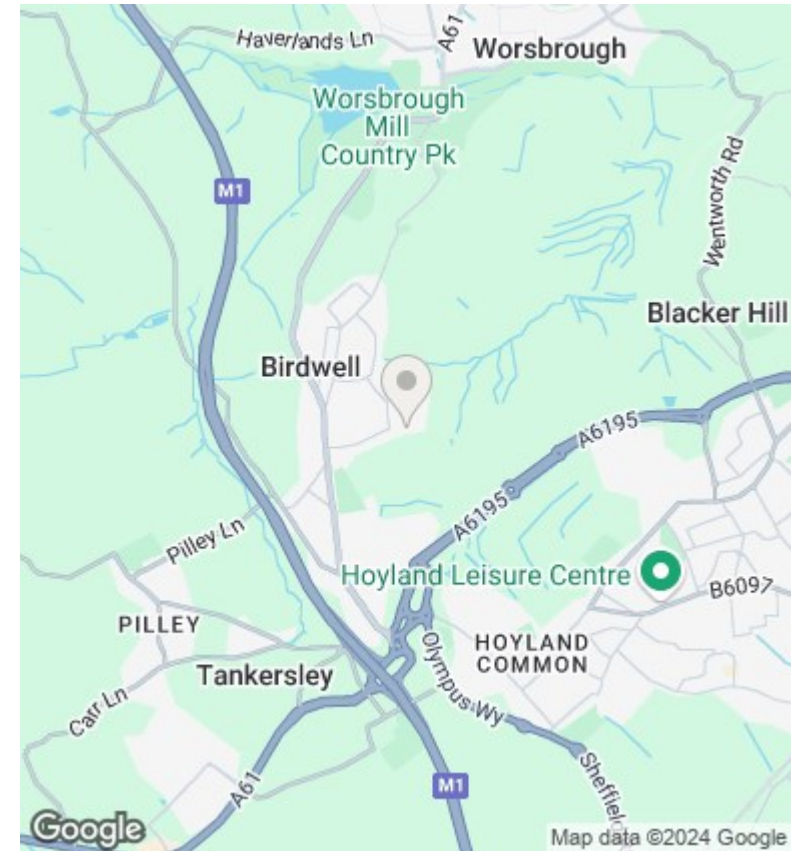 Haverlands Ln
A61
Worsbrough
Worsbrough
Mill
Country Pk
M1
Wentworth Rd
Blacker Hill
Birdwell
A6195
A6195
Pilley Ln
Hoyland Leisure Centre
B6097
PILLEY
HOYLAND
COMMON
Tankersley
Olympus Wy
Carr Ln
A61
M1
Sheffield
Google
Map data ©2024 Google